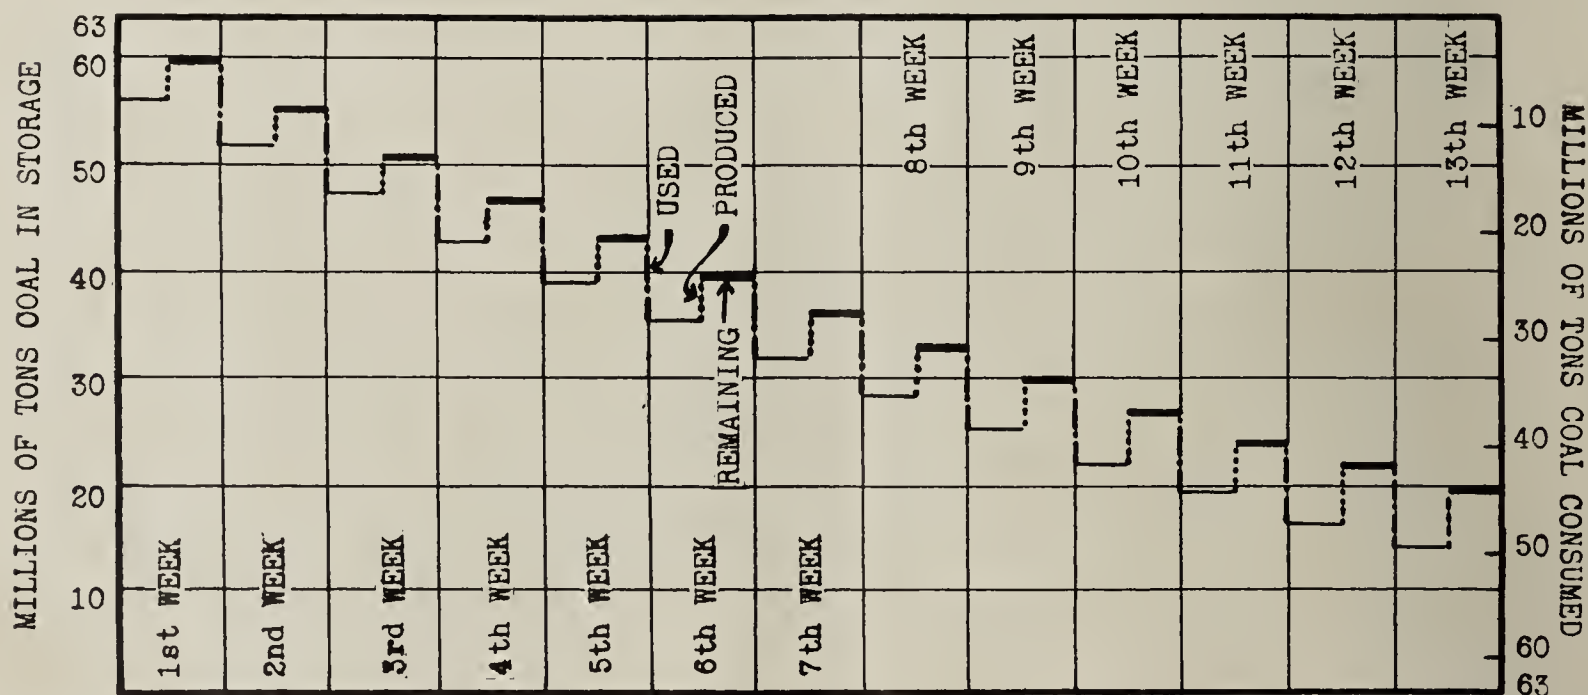 MILLIONS OF TONS OOAL IN STORAGE
63
60
50
40
30
20
10
1st WEEK
2nd WEEK
3rd WEEK
4th WEEK
5th WEEK
6th WEEK
7th WEEK
8th WEEK
9th WEEK
10th WEEK
11th WEEK
12th WEEK
13th WEEK
USED
PRODUCED
REMAINING
10
20
30
40
50
60
63
MILLIONS OF TONS COAL CONSUMED